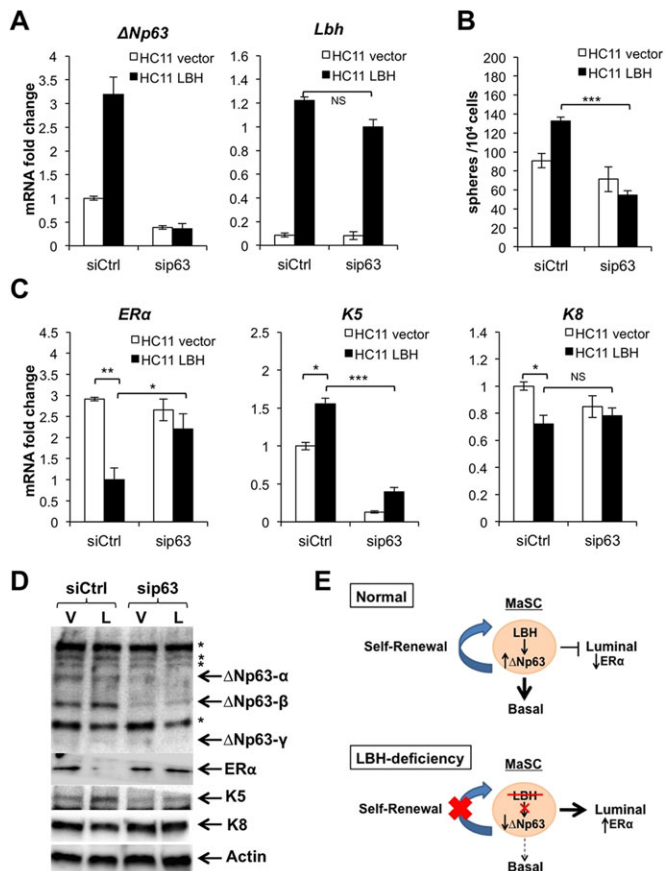 A
ΔNp63
HC11 vector
HC11 LBH
mRNA fold change
4
3.5
3
2.5
2
1.5
1
0.5
0
siCtrl
sip63
Lbh
HC11 vector
HC11 LBH
NS
1.4
1.2
1
0.8
0.6
0.4
0.2
0
siCtrl
sip63
B
HC11 vector
HC11 LBH
***
spheres /10⁴ cells
200
180
160
140
120
100
80
60
40
20
0
siCtrl
sip63
C
ERα
HC11 vector
HC11 LBH
**
*
mRNA fold change
4
3.5
3
2.5
2
1.5
1
0.5
0
siCtrl
sip63
K5
HC11 vector
HC11 LBH
*
***
2.5
2
1.5
1
0.5
0
siCtrl
sip63
K8
HC11 vector
HC11 LBH
*
NS
1.4
1.2
1
0.8
0.6
0.4
0.2
0
siCtrl
sip63
D
siCtrl sip63
V L V L
*
*
*
ΔNp63-α
ΔNp63-β
*
ΔNp63-γ
ERα
K5
K8
Actin
E
Normal
MaSC
Self-Renewal
LBH
↑ΔNp63
Luminal
↓ERα
Basal
LBH-deficiency
MaSC
Self-Renewal
LBH
↓ΔNp63
Luminal
↑ERα
Basal